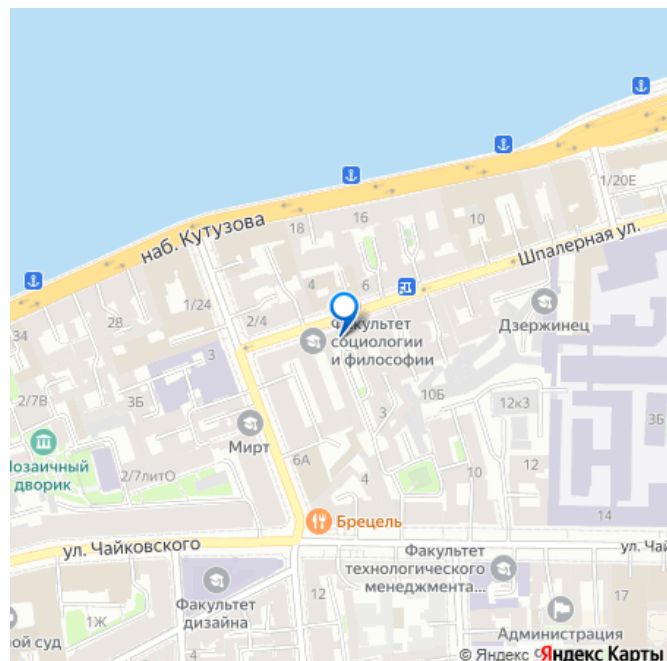 наб. Кутузова
1/20Е
16
18
10
Шпалерная ул.
4
6
1/24
28
34
2/4
Факультет
социологии
и философии
Дзержинец
3
2/7В
3Б
10Б
12к3
3
3Б
Мирт
Мозаичный
дворик
2/7литО
6А
4
10
12
14
Брецель
ул. Чайковского
ул. Чай
Факультет
технологического
менеджмента...
Факультет
дизайна
1Ж
12
17
ой суд
Администрация
© Яндекс
Яндекс Карты